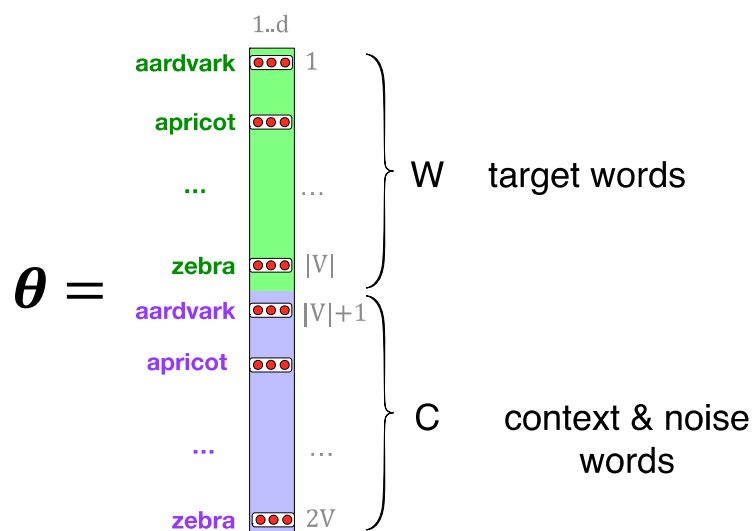 1..d
aardvark 1
apricot
... ...
W target words
zebra |V|
θ =
aardvark |V|+1
apricot
C context & noise
words
... ...
zebra 2V